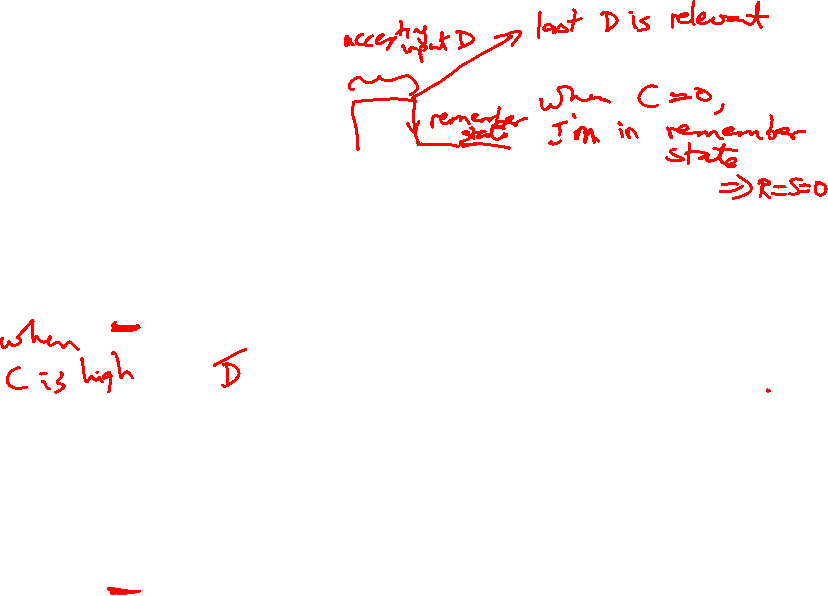 accepting
input D
last D is relevant
remember
state
when C=0,
I'm in remember
state
⇒ R=S=0
when
C is high
D̅